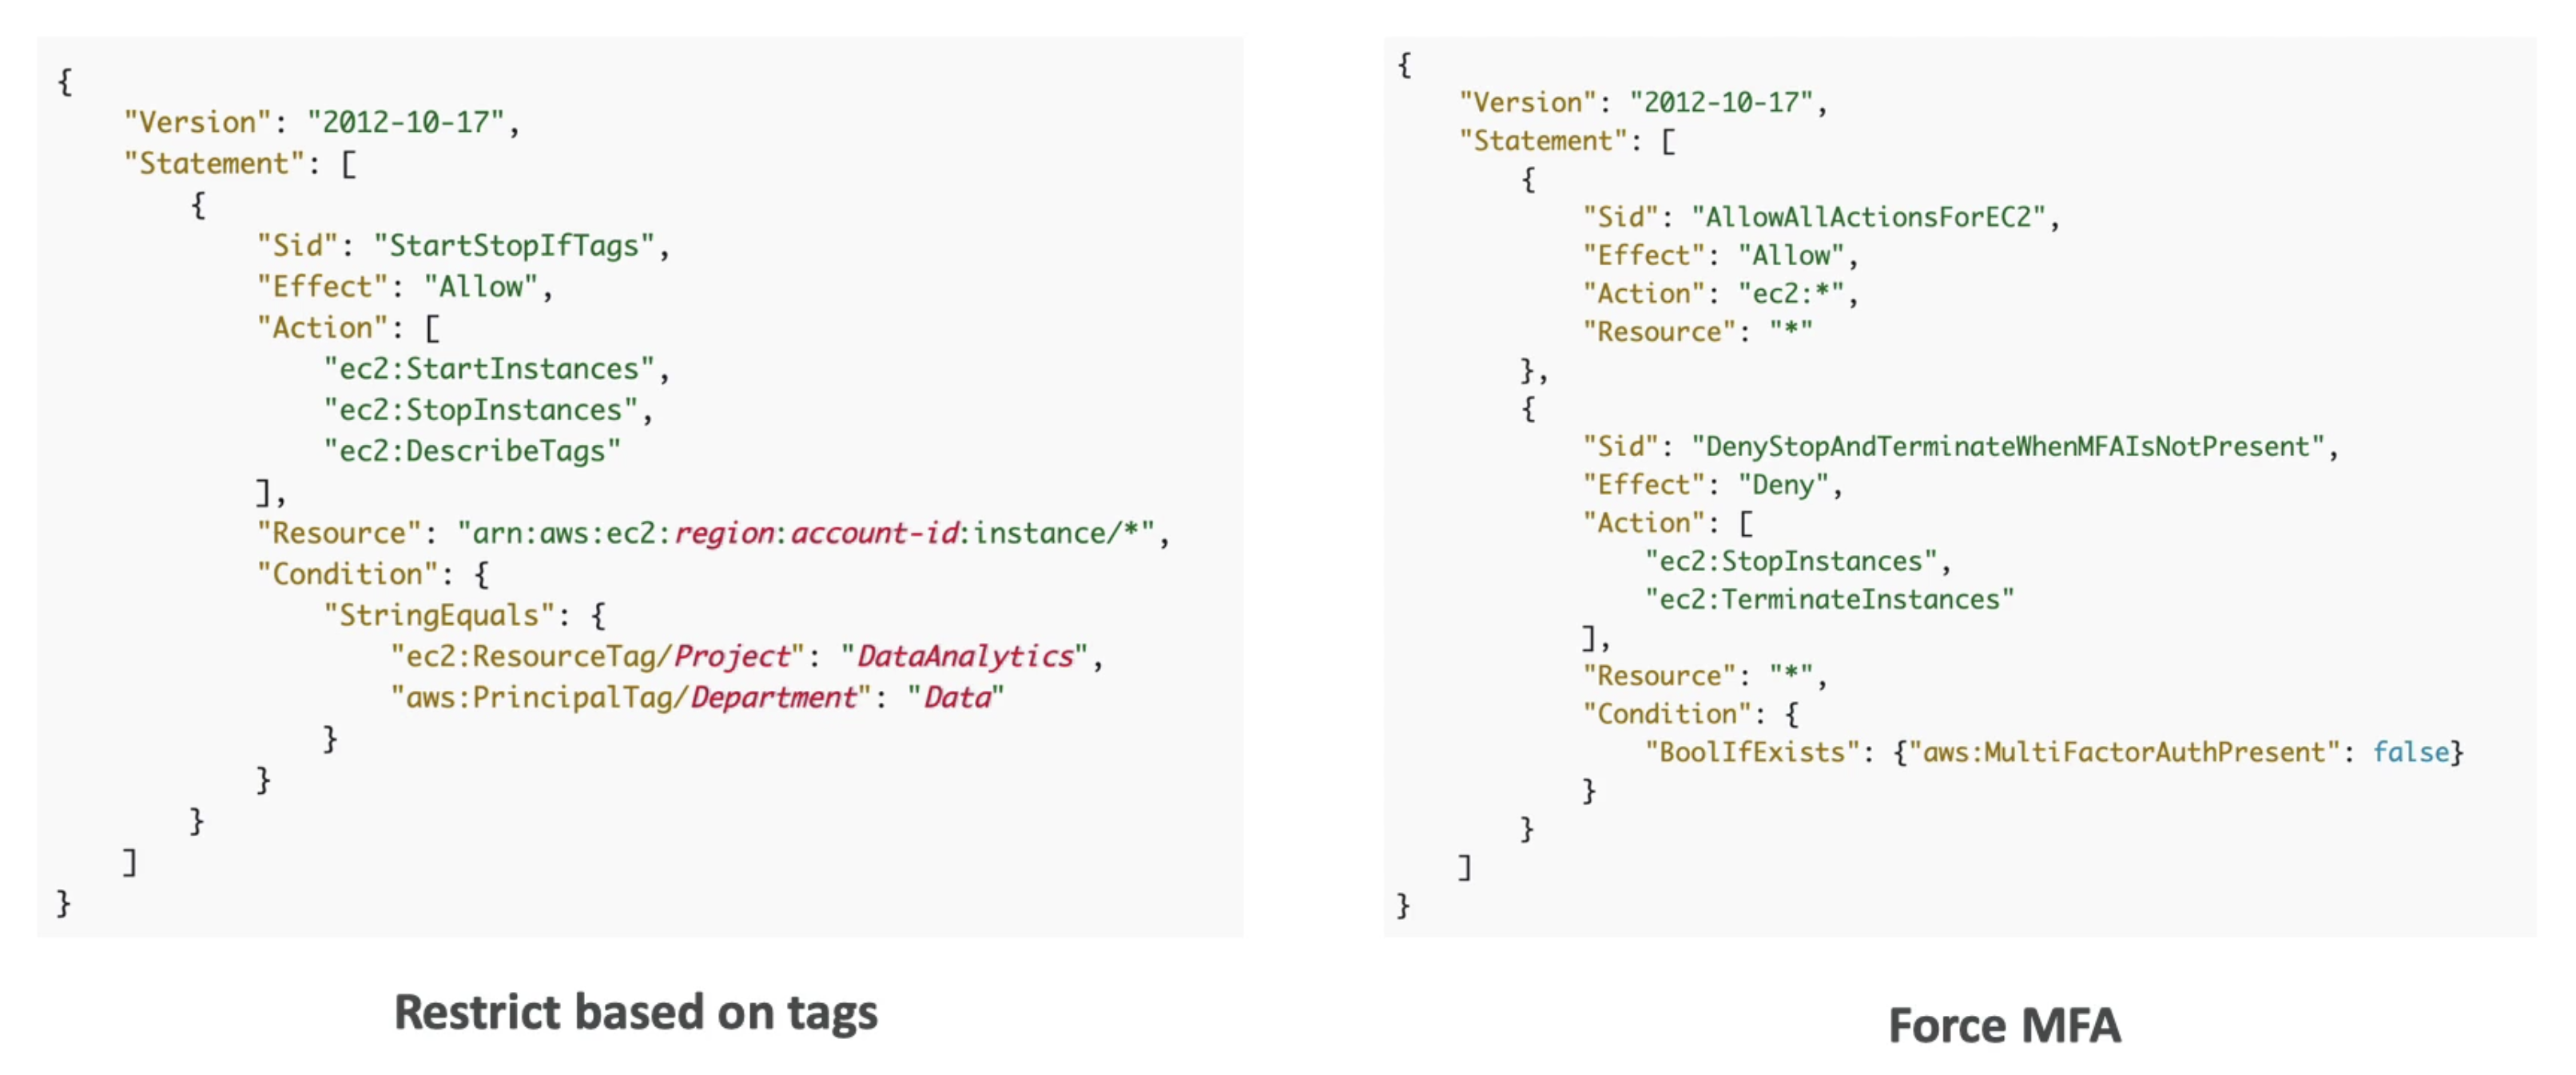 {
    "Version": "2012-10-17",
    "Statement": [
        {
            "Sid": "StartStopIfTags",
            "Effect": "Allow",
            "Action": [
                "ec2:StartInstances",
                "ec2:StopInstances",
                "ec2:DescribeTags"
            ],
            "Resource": "arn:aws:ec2:region:account-id:instance/*",
            "Condition": {
                "StringEquals": {
                    "ec2:ResourceTag/Project": "DataAnalytics",
                    "aws:PrincipalTag/Department": "Data"
                }
            }
        }
    ]
}
Restrict based on tags
{
    "Version": "2012-10-17",
    "Statement": [
        {
            "Sid": "AllowAllActionsForEC2",
            "Effect": "Allow",
            "Action": "ec2:*",
            "Resource": "*"
        },
        {
            "Sid": "DenyStopAndTerminateWhenMFAIsNotPresent",
            "Effect": "Deny",
            "Action": [
                "ec2:StopInstances",
                "ec2:TerminateInstances"
            ],
            "Resource": "*",
            "Condition": {
                "BoolIfExists": {"aws:MultiFactorAuthPresent": false}
            }
        }
    ]
}
Force MFA